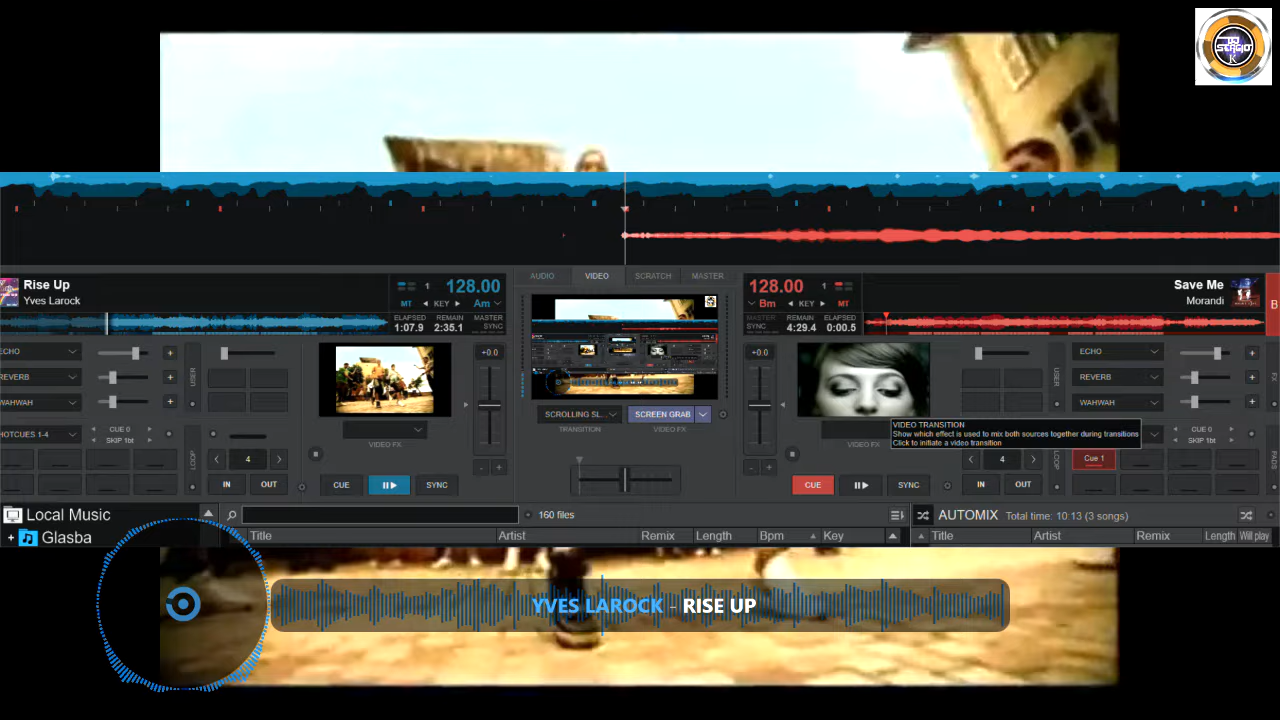 DJ
SERGIO
K
Rise Up
Yves Larock
1
128.00
MT
KEY
Am
ELAPSED
REMAIN
MASTER
1:07.9
2:35.1
SYNC
AUDIO
VIDEO
SCRATCH
MASTER
128.00
1
Bm
KEY
MT
MASTER
SYNC
REMAIN
ELAPSED
4:29.4
0:00.5
Save Me
Morandi
B
ECHO
REVERB
WAHWAH
HOTCUES 1-4
CUE 0
SKIP 1bt
USER
LOOP
4
IN
OUT
VIDEO FX
CUE
SYNC
+0.0
SCROLLING SL...
SCREEN GRAB
TRANSITION
VIDEO FX
+0.0
VIDEO FX
CUE
SYNC
VIDEO TRANSITION
Show which effect is used to mix both sources together during transitions
Click to initiate a video transition
USER
LOOP
4
IN
OUT
ECHO
REVERB
WAHWAH
CUE 0
SKIP 1bt
Cue 1
FX
PADS
Local Music
+ Glasba
160 files
Title
Artist
Remix
Length
Bpm
Key
AUTOMIX
Total time: 10:13 (3 songs)
Title
Artist
Remix
Length
Will play
YVES LAROCK - RISE UP